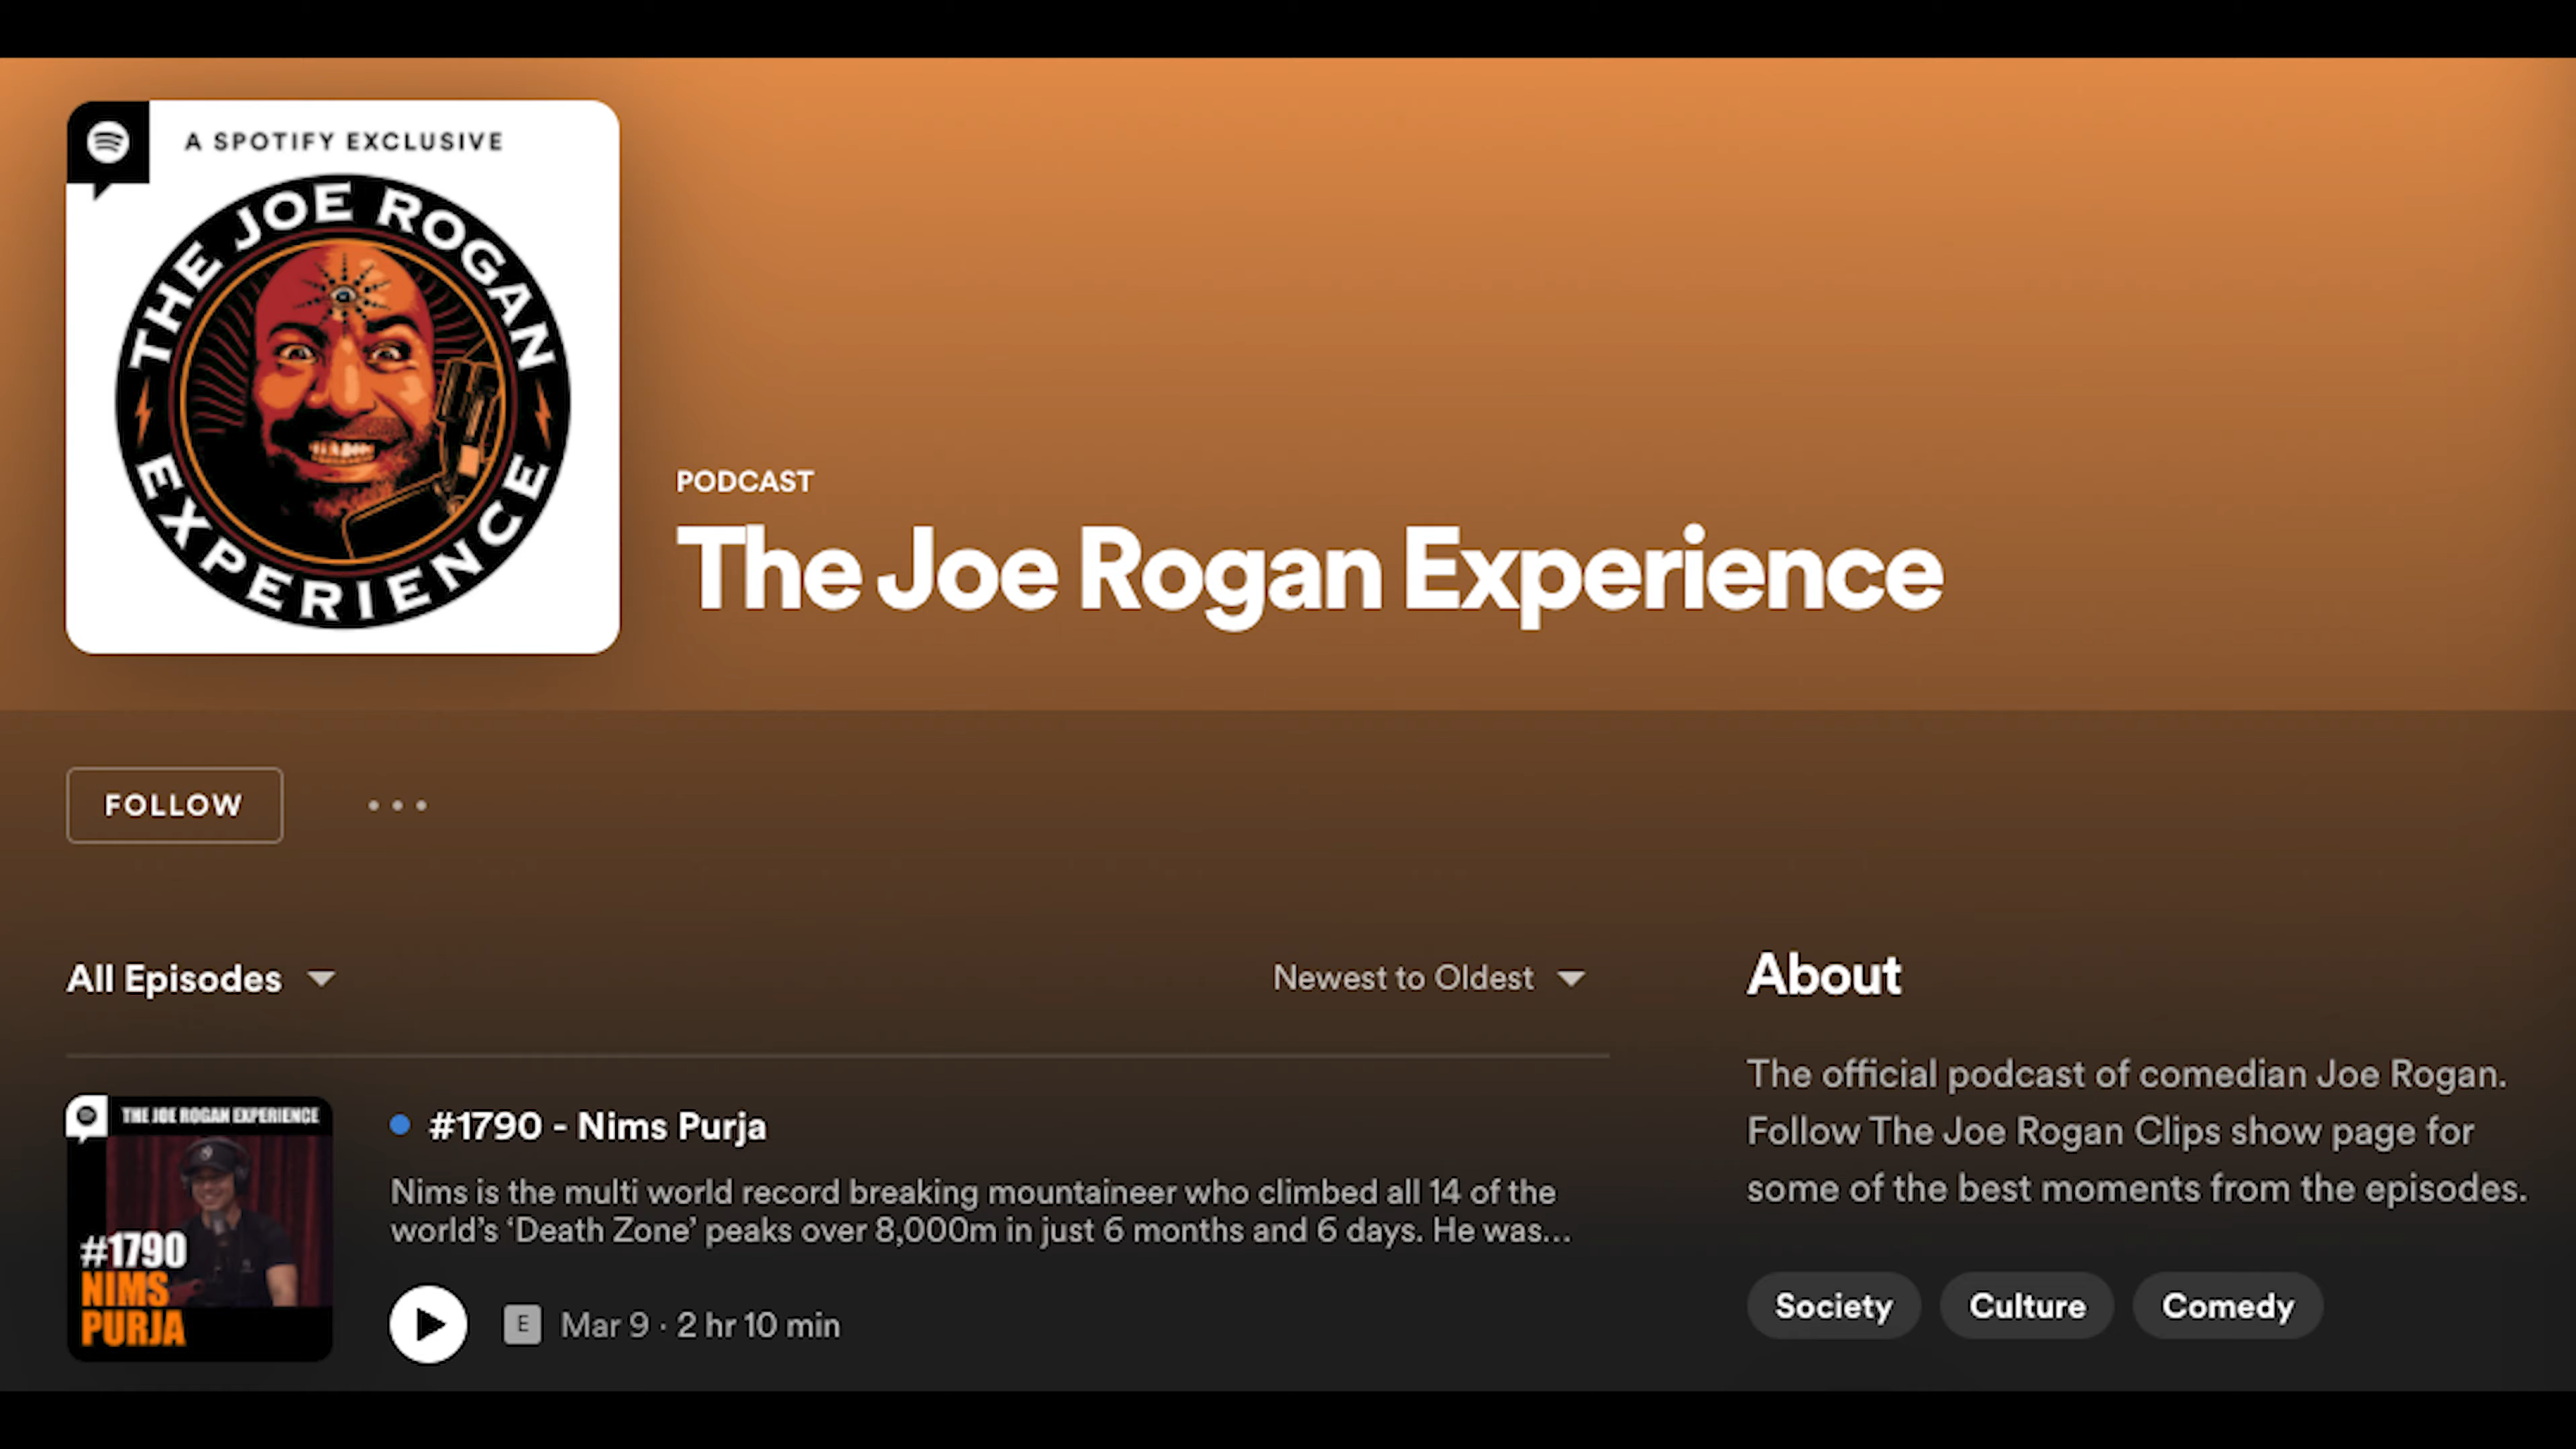 A SPOTIFY EXCLUSIVE
THE JOE ROGAN
EXPERIENCE
PODCAST
The Joe Rogan Experience
FOLLOW
All Episodes
Newest to Oldest
THE JOE ROGAN EXPERIENCE
#1790
NIMS
PURJA
#1790 - Nims Purja
Nims is the multi world record breaking mountaineer who climbed all 14 of the
world’s ‘Death Zone’ peaks over 8,000m in just 6 months and 6 days. He was...
E Mar 9 · 2 hr 10 min
About
The official podcast of comedian Joe Rogan.
Follow The Joe Rogan Clips show page for
some of the best moments from the episodes.
Society Culture Comedy